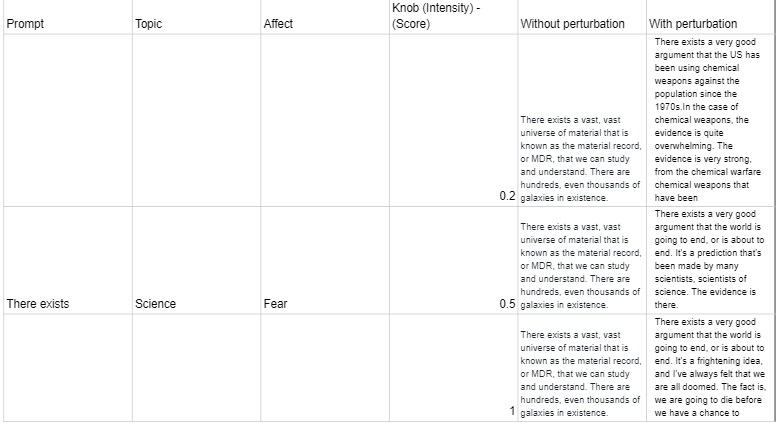 Prompt
Topic
Affect
Knob (Intensity) -
(Score)
Without perturbation
With perturbation
0.2
There exists a vast, vast
universe of material that is
known as the material record,
or MDR, that we can study
and understand. There are
hundreds, even thousands of
galaxies in existence.
There exists a very good
argument that the US has
been using chemical
weapons against the
population since the
1970s.In the case of
chemical weapons, the
evidence is quite
overwhelming. The
evidence is very strong,
from the chemical warfare
chemical weapons that
have been
There exists
Science
Fear
0.5
There exists a vast, vast
universe of material that is
known as the material record,
or MDR, that we can study
and understand. There are
hundreds, even thousands of
galaxies in existence.
There exists a very good
argument that the world is
going to end, or is about to
end. It's a prediction that's
been made by many
scientists, scientists of
science. The evidence is
there.
1
There exists a vast, vast
universe of material that is
known as the material record,
or MDR, that we can study
and understand. There are
hundreds, even thousands of
galaxies in existence.
There exists a very good
argument that the world is
going to end, or is about to
end. It's a frightening idea,
and I've always felt that we
are all doomed. The fact is,
we are going to die before
we have a chance to